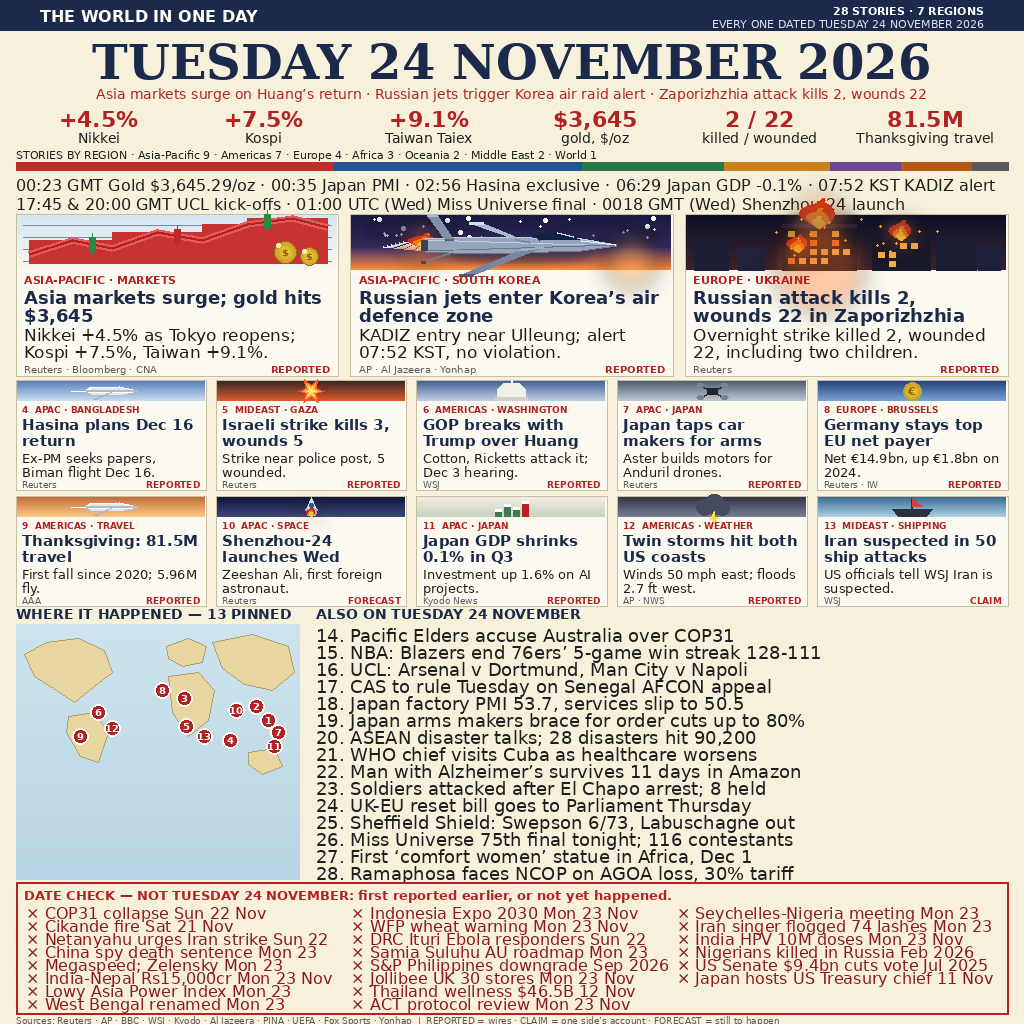 THE WORLD IN ONE DAY
28 STORIES · 7 REGIONS
EVERY ONE DATED TUESDAY 24 NOVEMBER 2026
TUESDAY 24 NOVEMBER 2026
Asia markets surge on Huang’s return · Russian jets trigger Korea air raid alert · Zaporizhzhia attack kills 2, wounds 22
+4.5%
Nikkei
+7.5%
Kospi
+9.1%
Taiwan Taiex
$3,645
gold, $/oz
2 / 22
killed / wounded
81.5M
Thanksgiving travel
STORIES BY REGION · Asia-Pacific 9 · Americas 7 · Europe 4 · Africa 3 · Oceania 2 · Middle East 2 · World 1
00:23 GMT Gold $3,645.29/oz · 00:35 Japan PMI · 02:56 Hasina exclusive · 06:29 Japan GDP -0.1% · 07:52 KST KADIZ alert
17:45 & 20:00 GMT UCL kick-offs · 01:00 UTC (Wed) Miss Universe final · 0018 GMT (Wed) Shenzhou-24 launch
$
$
ASIA-PACIFIC · MARKETS
Asia markets surge; gold hits
$3,645
Nikkei +4.5% as Tokyo reopens;
Kospi +7.5%, Taiwan +9.1%.
Reuters · Bloomberg · CNA
REPORTED
ASIA-PACIFIC · SOUTH KOREA
Russian jets enter Korea’s air
defence zone
KADIZ entry near Ulleung; alert
07:52 KST, no violation.
AP · Al Jazeera · Yonhap
REPORTED
EUROPE · UKRAINE
Russian attack kills 2,
wounds 22 in Zaporizhzhia
Overnight strike killed 2, wounded
22, including two children.
Reuters
REPORTED
4 APAC · BANGLADESH
Hasina plans Dec 16
return
Ex-PM seeks papers,
Biman flight Dec 16.
Reuters
REPORTED
5 MIDEAST · GAZA
Israeli strike kills 3,
wounds 5
Strike near police post, 5
wounded.
Reuters
REPORTED
6 AMERICAS · WASHINGTON
GOP breaks with
Trump over Huang
Cotton, Ricketts attack it;
Dec 3 hearing.
WSJ
REPORTED
7 APAC · JAPAN
Japan taps car
makers for arms
Aster builds motors for
Anduril drones.
Reuters
REPORTED
€
8 EUROPE · BRUSSELS
Germany stays top
EU net payer
Net €14.9bn, up €1.8bn on
2024.
Reuters · IW
REPORTED
9 AMERICAS · TRAVEL
Thanksgiving: 81.5M
travel
First fall since 2020; 5.96M
fly.
AAA
REPORTED
10 APAC · SPACE
Shenzhou-24
launches Wed
Zeeshan Ali, first foreign
astronaut.
Reuters
FORECAST
11 APAC · JAPAN
Japan GDP shrinks
0.1% in Q3
Investment up 1.6% on AI
projects.
Kyodo News
REPORTED
12 AMERICAS · WEATHER
Twin storms hit both
US coasts
Winds 50 mph east; floods
2.7 ft west.
AP · NWS
REPORTED
13 MIDEAST · SHIPPING
Iran suspected in 50
ship attacks
US officials tell WSJ Iran is
suspected.
WSJ
CLAIM
WHERE IT HAPPENED — 13 PINNED
8
3
6
12
9
5
13
10
2
1
7
11
4
ALSO ON TUESDAY 24 NOVEMBER
14. Pacific Elders accuse Australia over COP31
15. NBA: Blazers end 76ers’ 5-game win streak 128-111
16. UCL: Arsenal v Dortmund, Man City v Napoli
17. CAS to rule Tuesday on Senegal AFCON appeal
18. Japan factory PMI 53.7, services slip to 50.5
19. Japan arms makers brace for order cuts up to 80%
20. ASEAN disaster talks; 28 disasters hit 90,200
21. WHO chief visits Cuba as healthcare worsens
22. Man with Alzheimer’s survives 11 days in Amazon
23. Soldiers attacked after El Chapo arrest; 8 held
24. UK-EU reset bill goes to Parliament Thursday
25. Sheffield Shield: Swepson 6/73, Labuschagne out
26. Miss Universe 75th final tonight; 116 contestants
27. First ‘comfort women’ statue in Africa, Dec 1
28. Ramaphosa faces NCOP on AGOA loss, 30% tariff
DATE CHECK — NOT TUESDAY 24 NOVEMBER: first reported earlier, or not yet happened.
× COP31 collapse Sun 22 Nov
× Cikande fire Sat 21 Nov
× Netanyahu urges Iran strike Sun 22
× China spy death sentence Mon 23
× Megaspeed; Zelensky Mon 23
× India-Nepal Rs15,000cr Mon 23 Nov
× Lowy Asia Power Index Mon 23
× West Bengal renamed Mon 23
× Indonesia Expo 2030 Mon 23 Nov
× WFP wheat warning Mon 23 Nov
× DRC Ituri Ebola responders Sun 22
× Samia Suluhu AU roadmap Mon 23
× S&P Philippines downgrade Sep 2026
× Jollibee UK 30 stores Mon 23 Nov
× Thailand wellness $46.5B 12 Nov
× ACT protocol review Mon 23 Nov
× Seychelles-Nigeria meeting Mon 23
× Iran singer flogged 74 lashes Mon 23
× India HPV 10M doses Mon 23 Nov
× Nigerians killed in Russia Feb 2026
× US Senate $9.4bn cuts vote Jul 2025
× Japan hosts US Treasury chief 11 Nov
Sources: Reuters · AP · BBC · WSJ · Kyodo · Al Jazeera · PINA · UEFA · Fox Sports · Yonhap | REPORTED = wires · CLAIM = one side’s account · FORECAST = still to happen